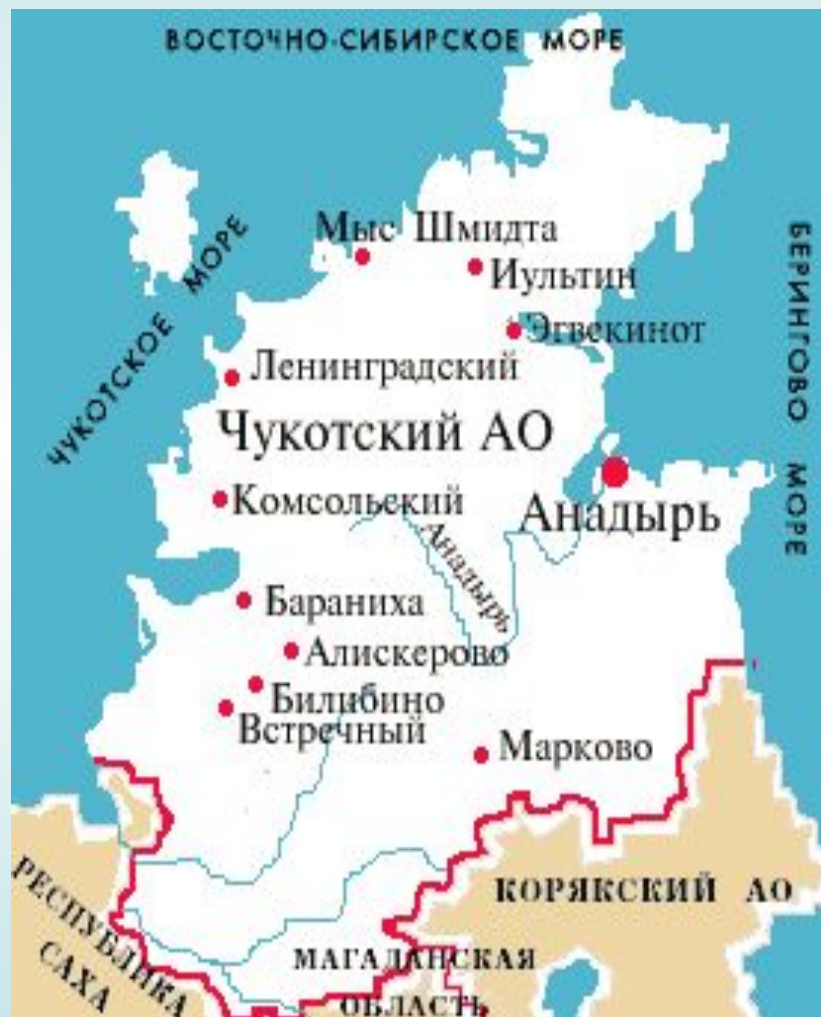 ВОСТОЧНО-СИБИРСКОЕ МОРЕ
ЧУКОТСКОЕ МОРЕ
БЕРИНГОВО МОРЕ
Мыс Шмидта
Иультин
Эгвекинот
Ленинградский
Чукотский АО
Комсольский
Анадырь
Анадырь
Бараниха
Алискерово
Билибино
Встречный
Марково
КОРЯКСКИЙ АО
РЕСПУБЛИКА
САХА
МАГАДАНСКАЯ
ОБЛАСТЬ